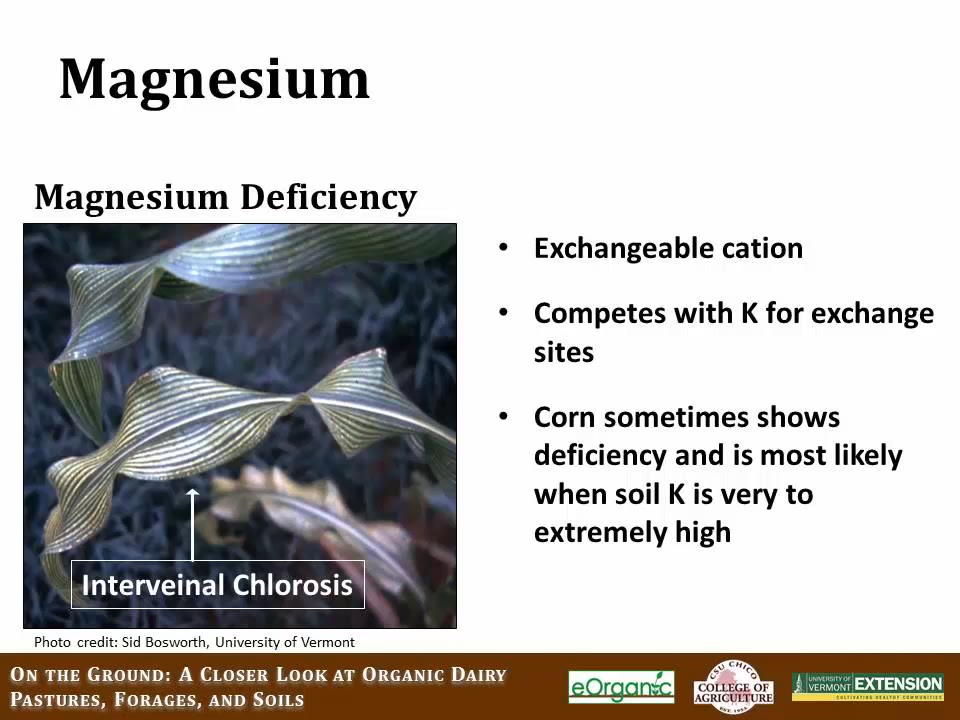 Magnesium
Magnesium Deficiency
Interveinal Chlorosis
Photo credit: Sid Bosworth, University of Vermont
• Exchangeable cation
• Competes with K for exchange
sites
• Corn sometimes shows
deficiency and is most likely
when soil K is very to
extremely high
On the Ground: A Closer Look at Organic Dairy
Pastures, Forages, and Soils
eOrganic
CSU CHICO
COLLEGE OF
AGRICULTURE
UNIVERSITY OF
VERMONT EXTENSION
CULTIVATING HEALTHY COMMUNITIES